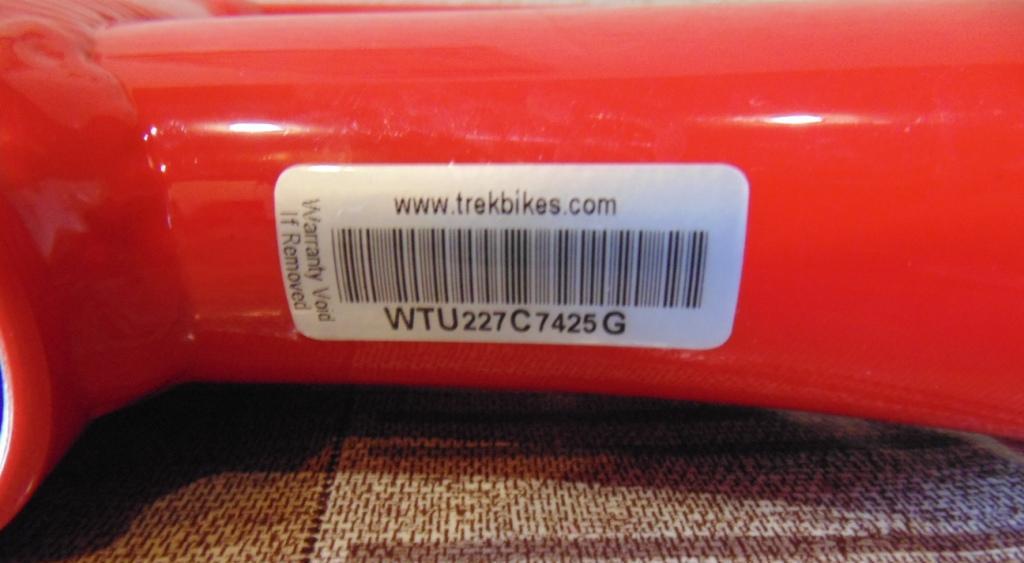 www.trekbikes.com
Warranty Void
If Removed
WTU227C7425G